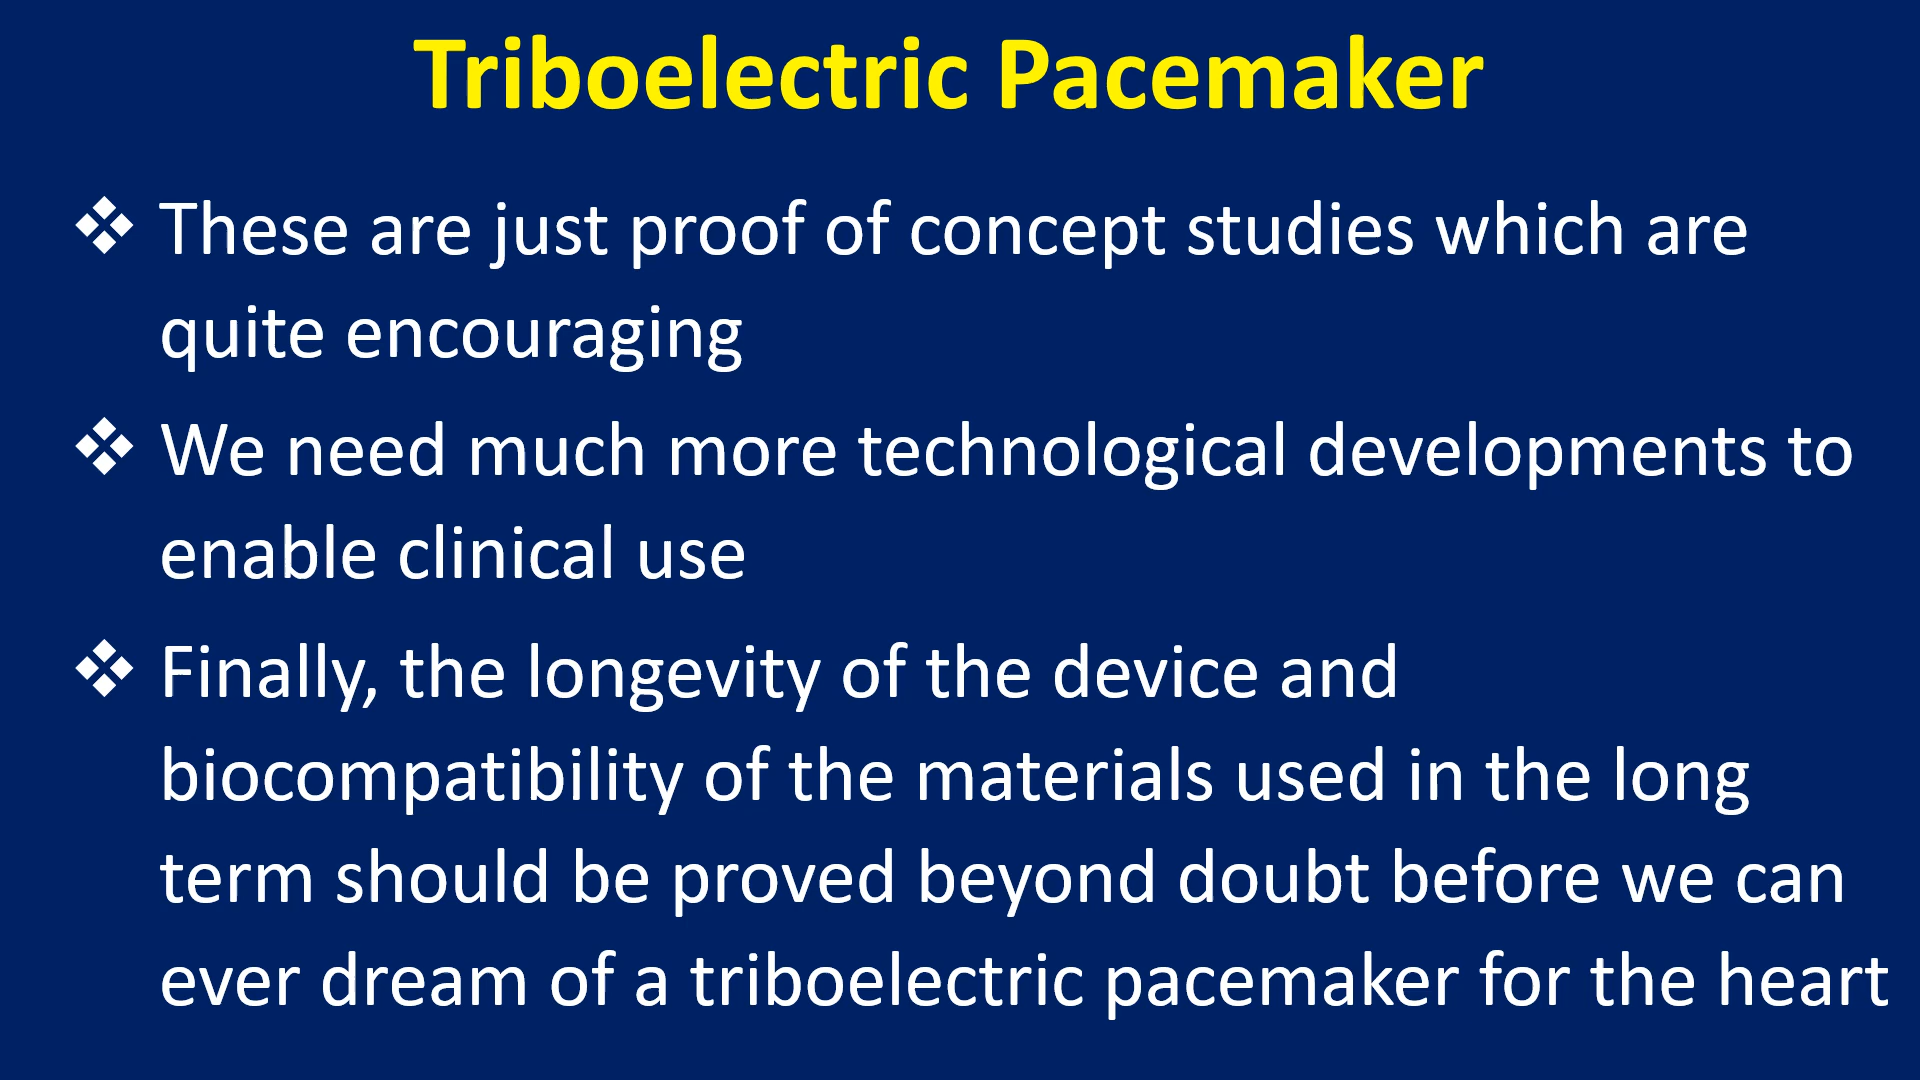 Triboelectric Pacemaker
❖ These are just proof of concept studies which are
quite encouraging
❖ We need much more technological developments to
enable clinical use
❖ Finally, the longevity of the device and
biocompatibility of the materials used in the long
term should be proved beyond doubt before we can
ever dream of a triboelectric pacemaker for the heart